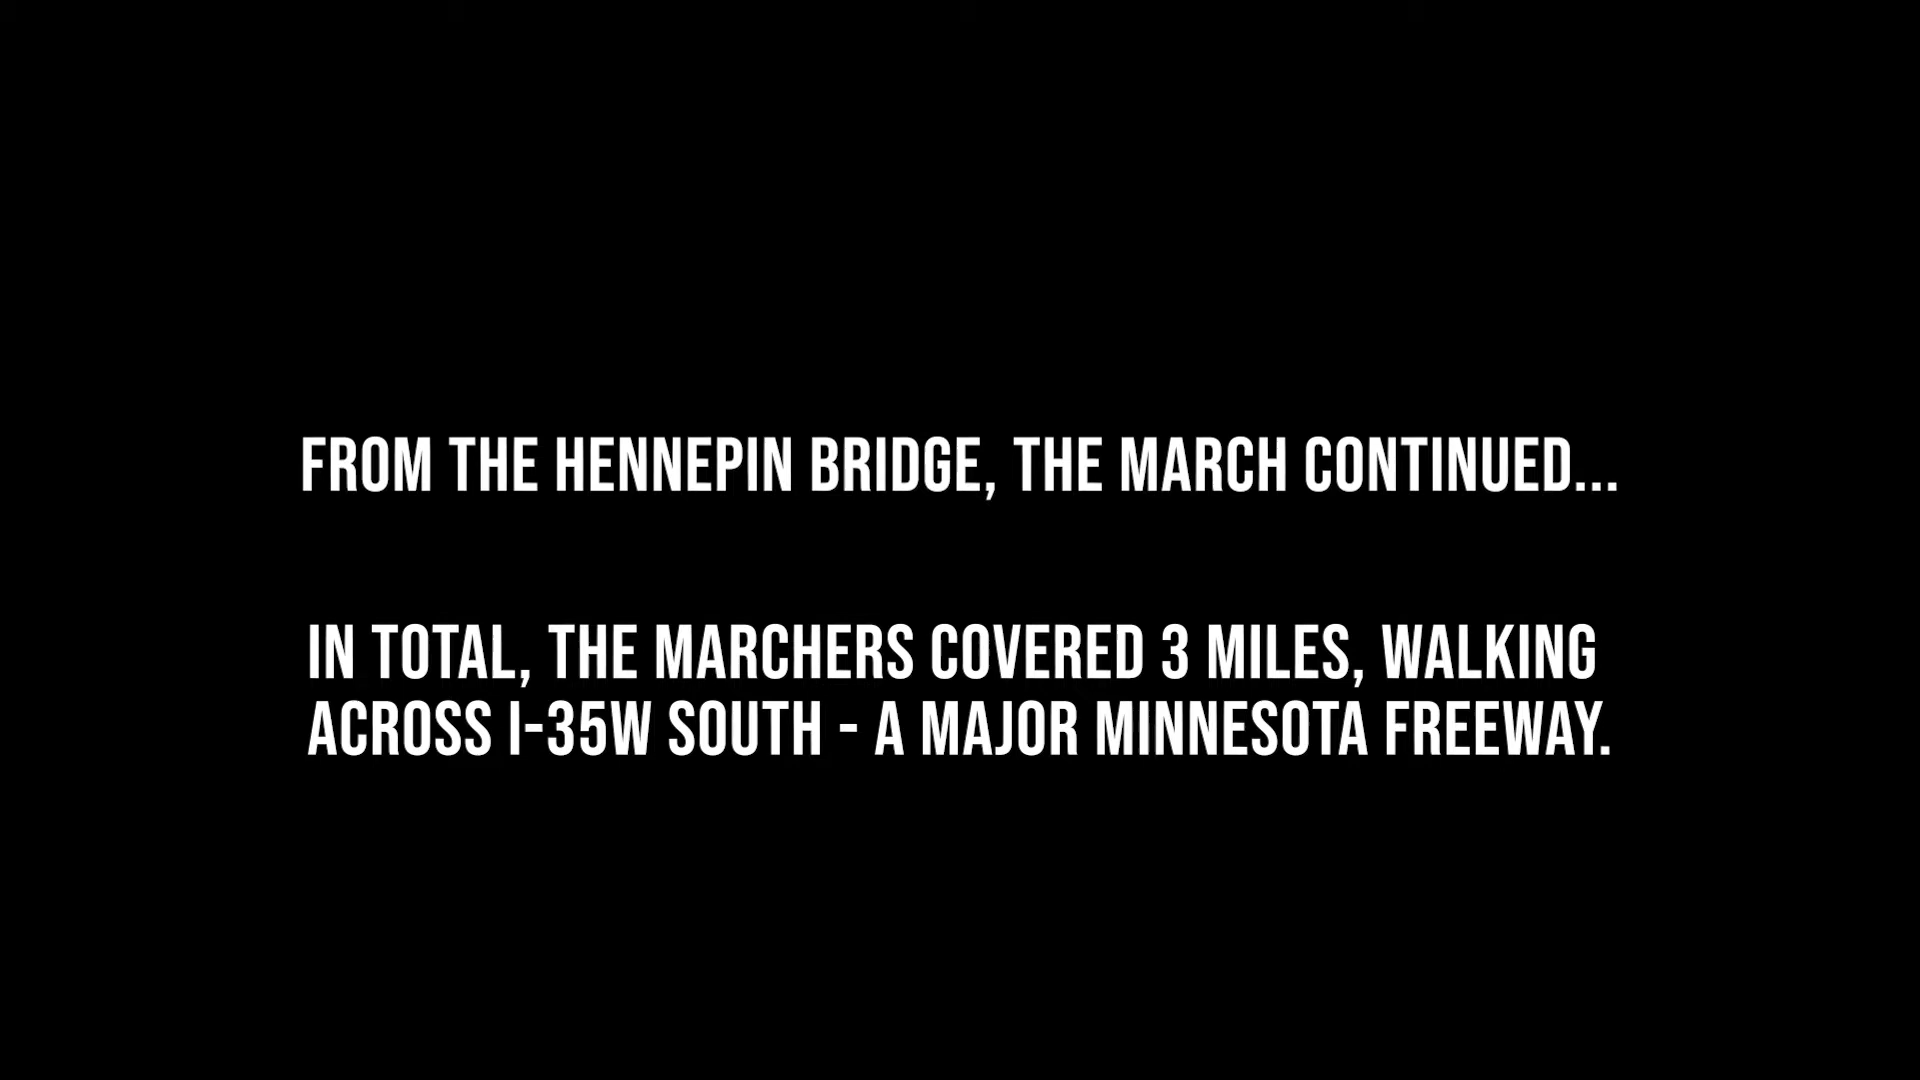 FROM THE HENNEPIN BRIDGE, THE MARCH CONTINUED...
IN TOTAL, THE MARCHERS COVERED 3 MILES, WALKING
ACROSS I-35W SOUTH - A MAJOR MINNESOTA FREEWAY.